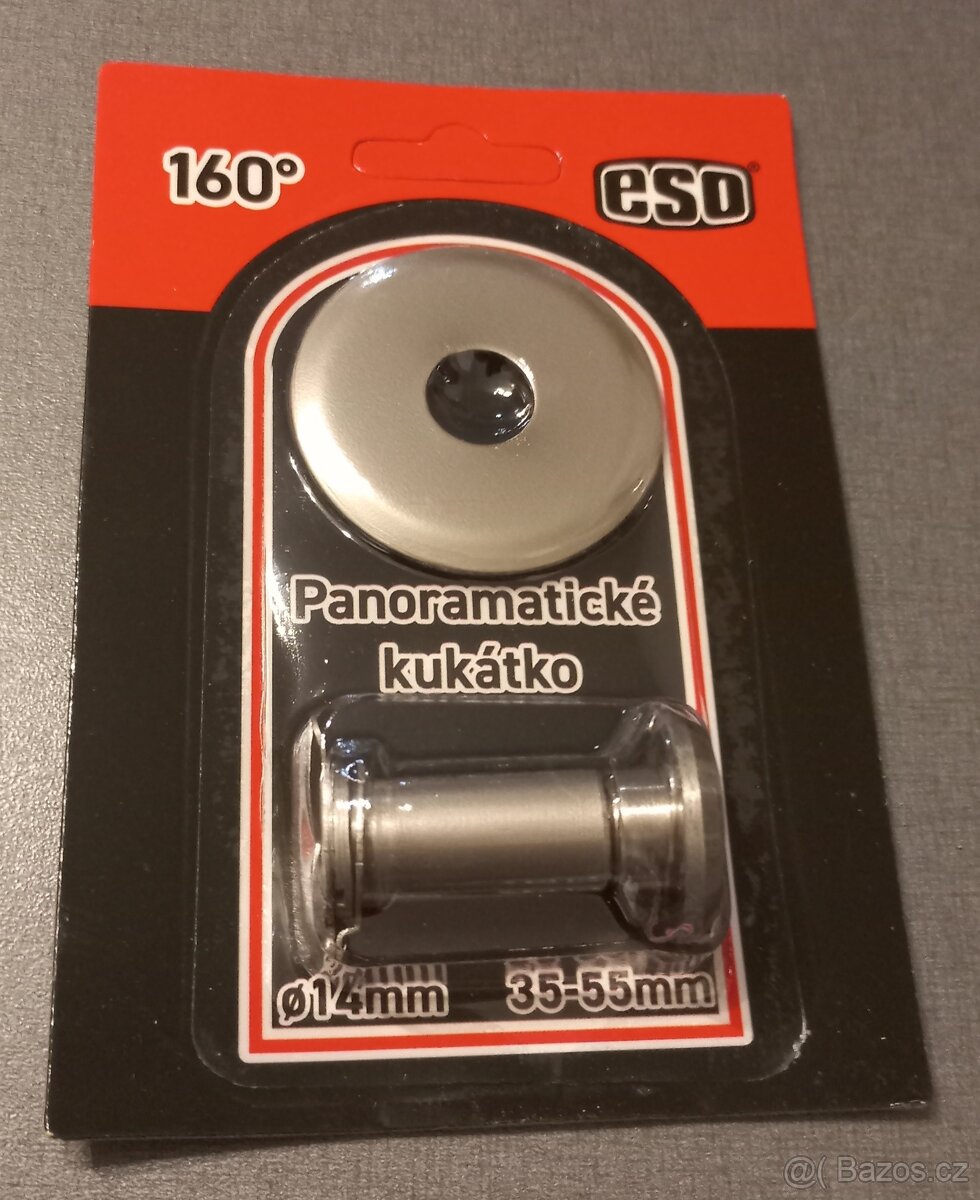 160°
eso®
Panoramatické
kukátko
ø14mm
35-55mm
@( Bazos.cz